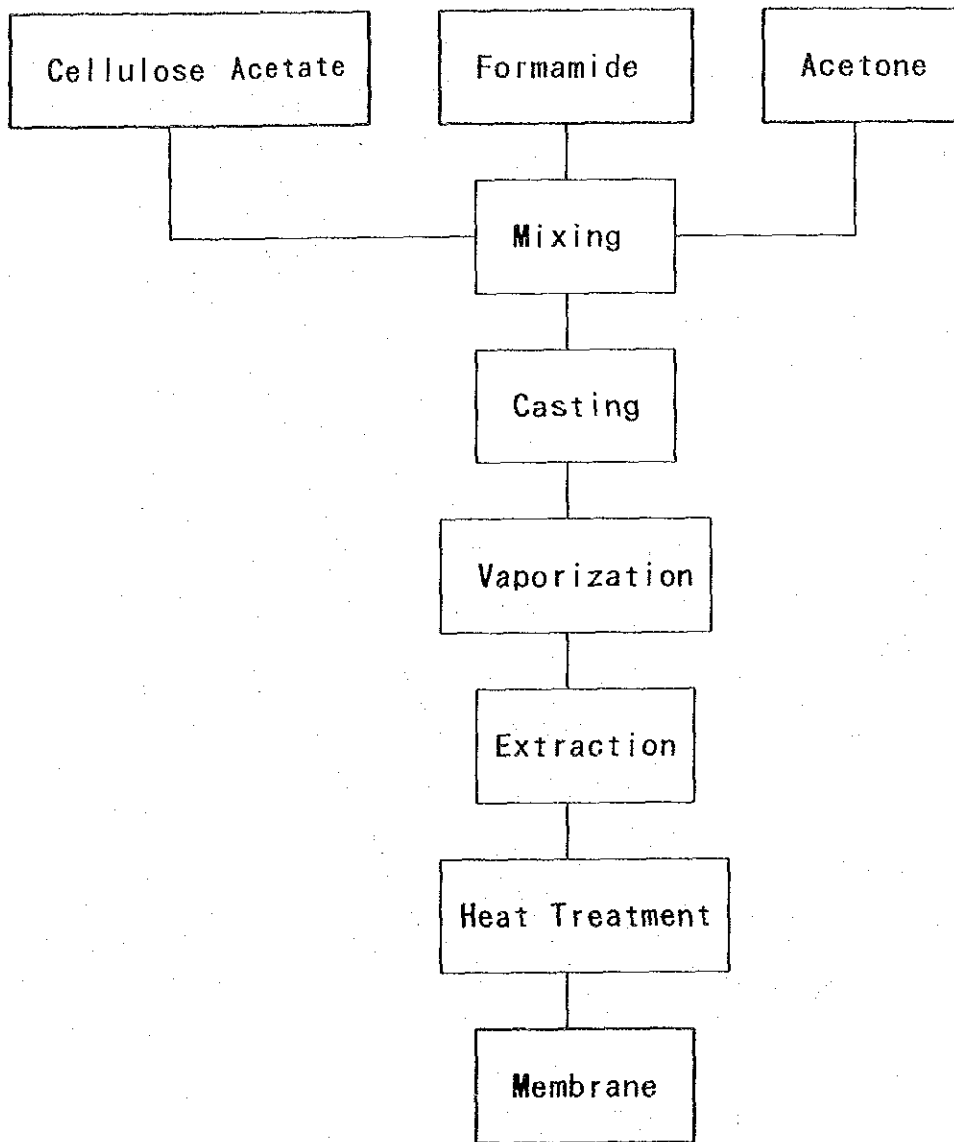 Cellulose Acetate
Formamide
Acetone
Mixing
Casting
Vaporization
Extraction
Heat Treatment
Membrane